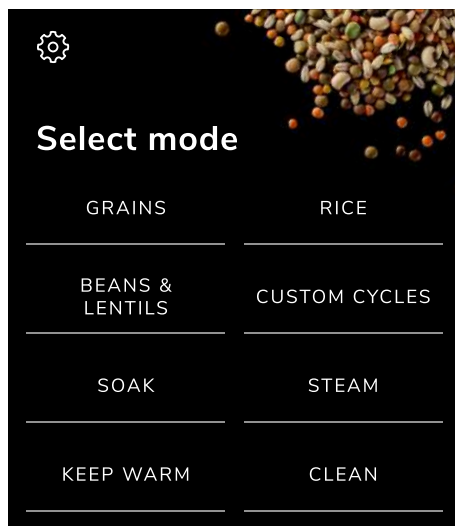 Select mode
GRAINS
RICE
BEANS &
LENTILS
CUSTOM CYCLES
SOAK
STEAM
KEEP WARM
CLEAN